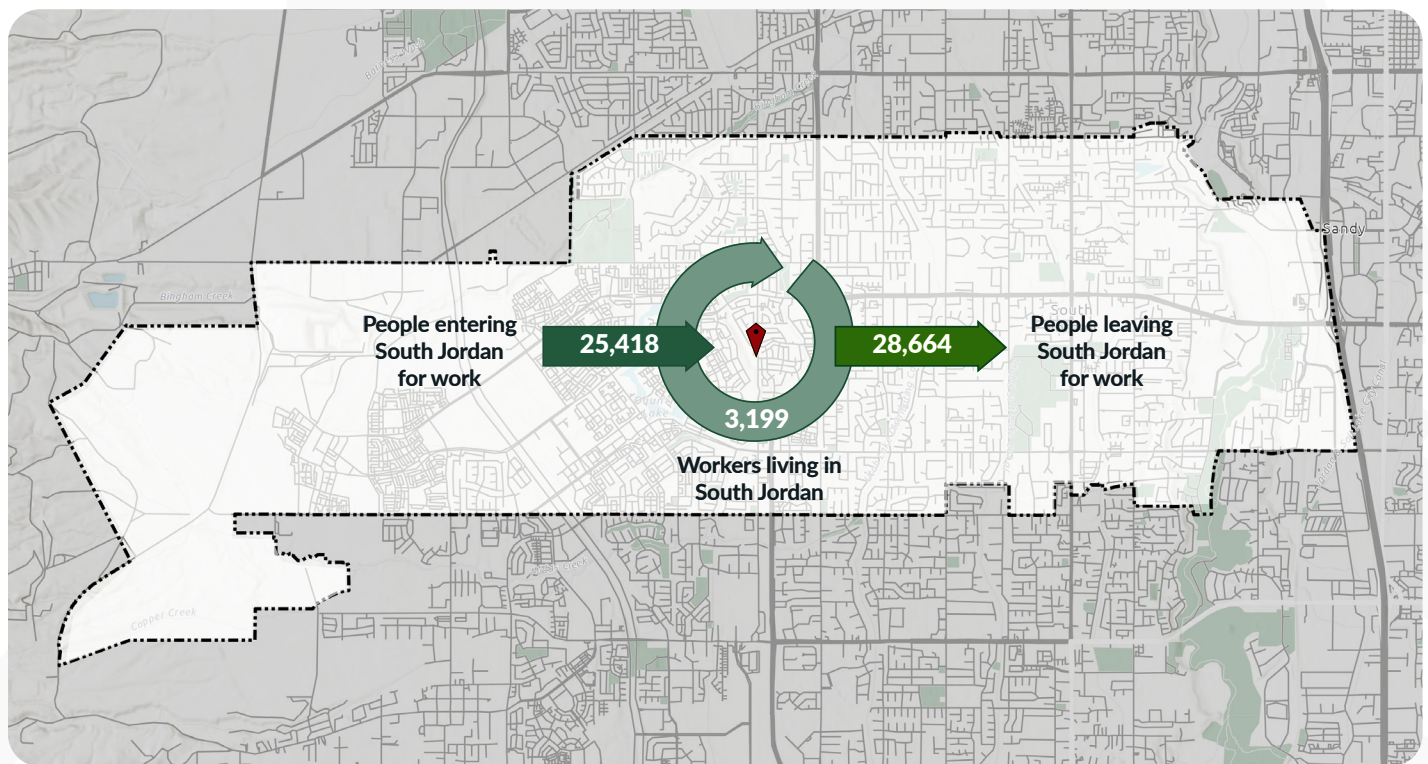 Sandy
Bingham Creek
South
People entering
South Jordan
for work
25,418
28,664
People leaving
South Jordan
for work
3,199
Lake
Workers living in
South Jordan
Copper Creek